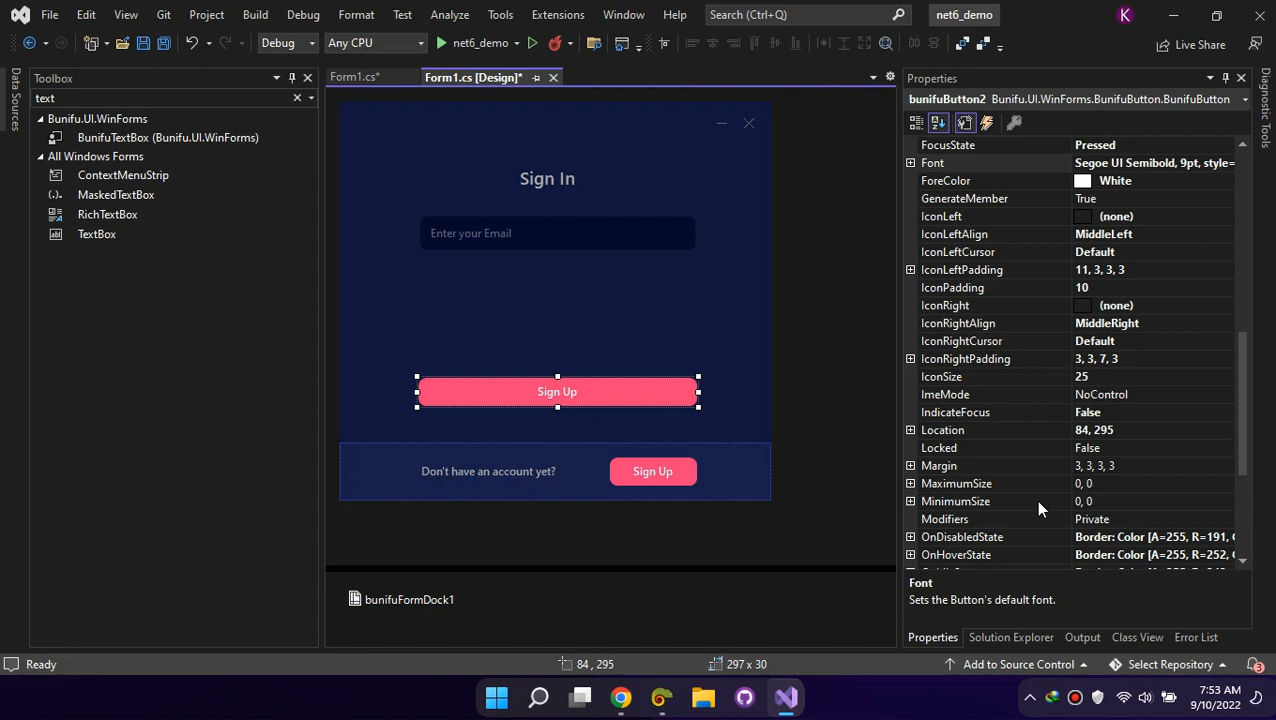 File Edit View Git Project Build Debug Format Test Analyze Tools Extensions Window Help Search (Ctrl+Q) net6_demo K
Debug Any CPU net6_demo Live Share
Data Sources
Toolbox
text
Bunifu.UI.WinForms
BunifuTextBox (Bunifu.UI.WinForms)
All Windows Forms
ContextMenuStrip
MaskedTextBox
RichTextBox
TextBox
Form1.cs* Form1.cs [Design]*
Sign In
Enter your Email
Sign Up
Don't have an account yet? Sign Up
bunifuFormDock1
Properties
bunifuButton2 Bunifu.UI.WinForms.BunifuButton.BunifuButton
FocusState Pressed
Font Segoe UI Semibold, 9pt, style=
ForeColor White
GenerateMember True
IconLeft (none)
IconLeftAlign MiddleLeft
IconLeftCursor Default
IconLeftPadding 11, 3, 3, 3
IconPadding 10
IconRight (none)
IconRightAlign MiddleRight
IconRightCursor Default
IconRightPadding 3, 3, 7, 3
IconSize 25
ImeMode NoControl
IndicateFocus False
Location 84, 295
Locked False
Margin 3, 3, 3, 3
MaximumSize 0, 0
MinimumSize 0, 0
Modifiers Private
OnDisabledState Border: Color [A=255, R=191, 
OnHoverState Border: Color [A=255, R=252, 
Font
Sets the Button's default font.
Properties Solution Explorer Output Class View Error List
Diagnostic Tools
Ready 84 , 295 297 x 30 Add to Source Control Select Repository 3
7:53 AM
9/10/2022